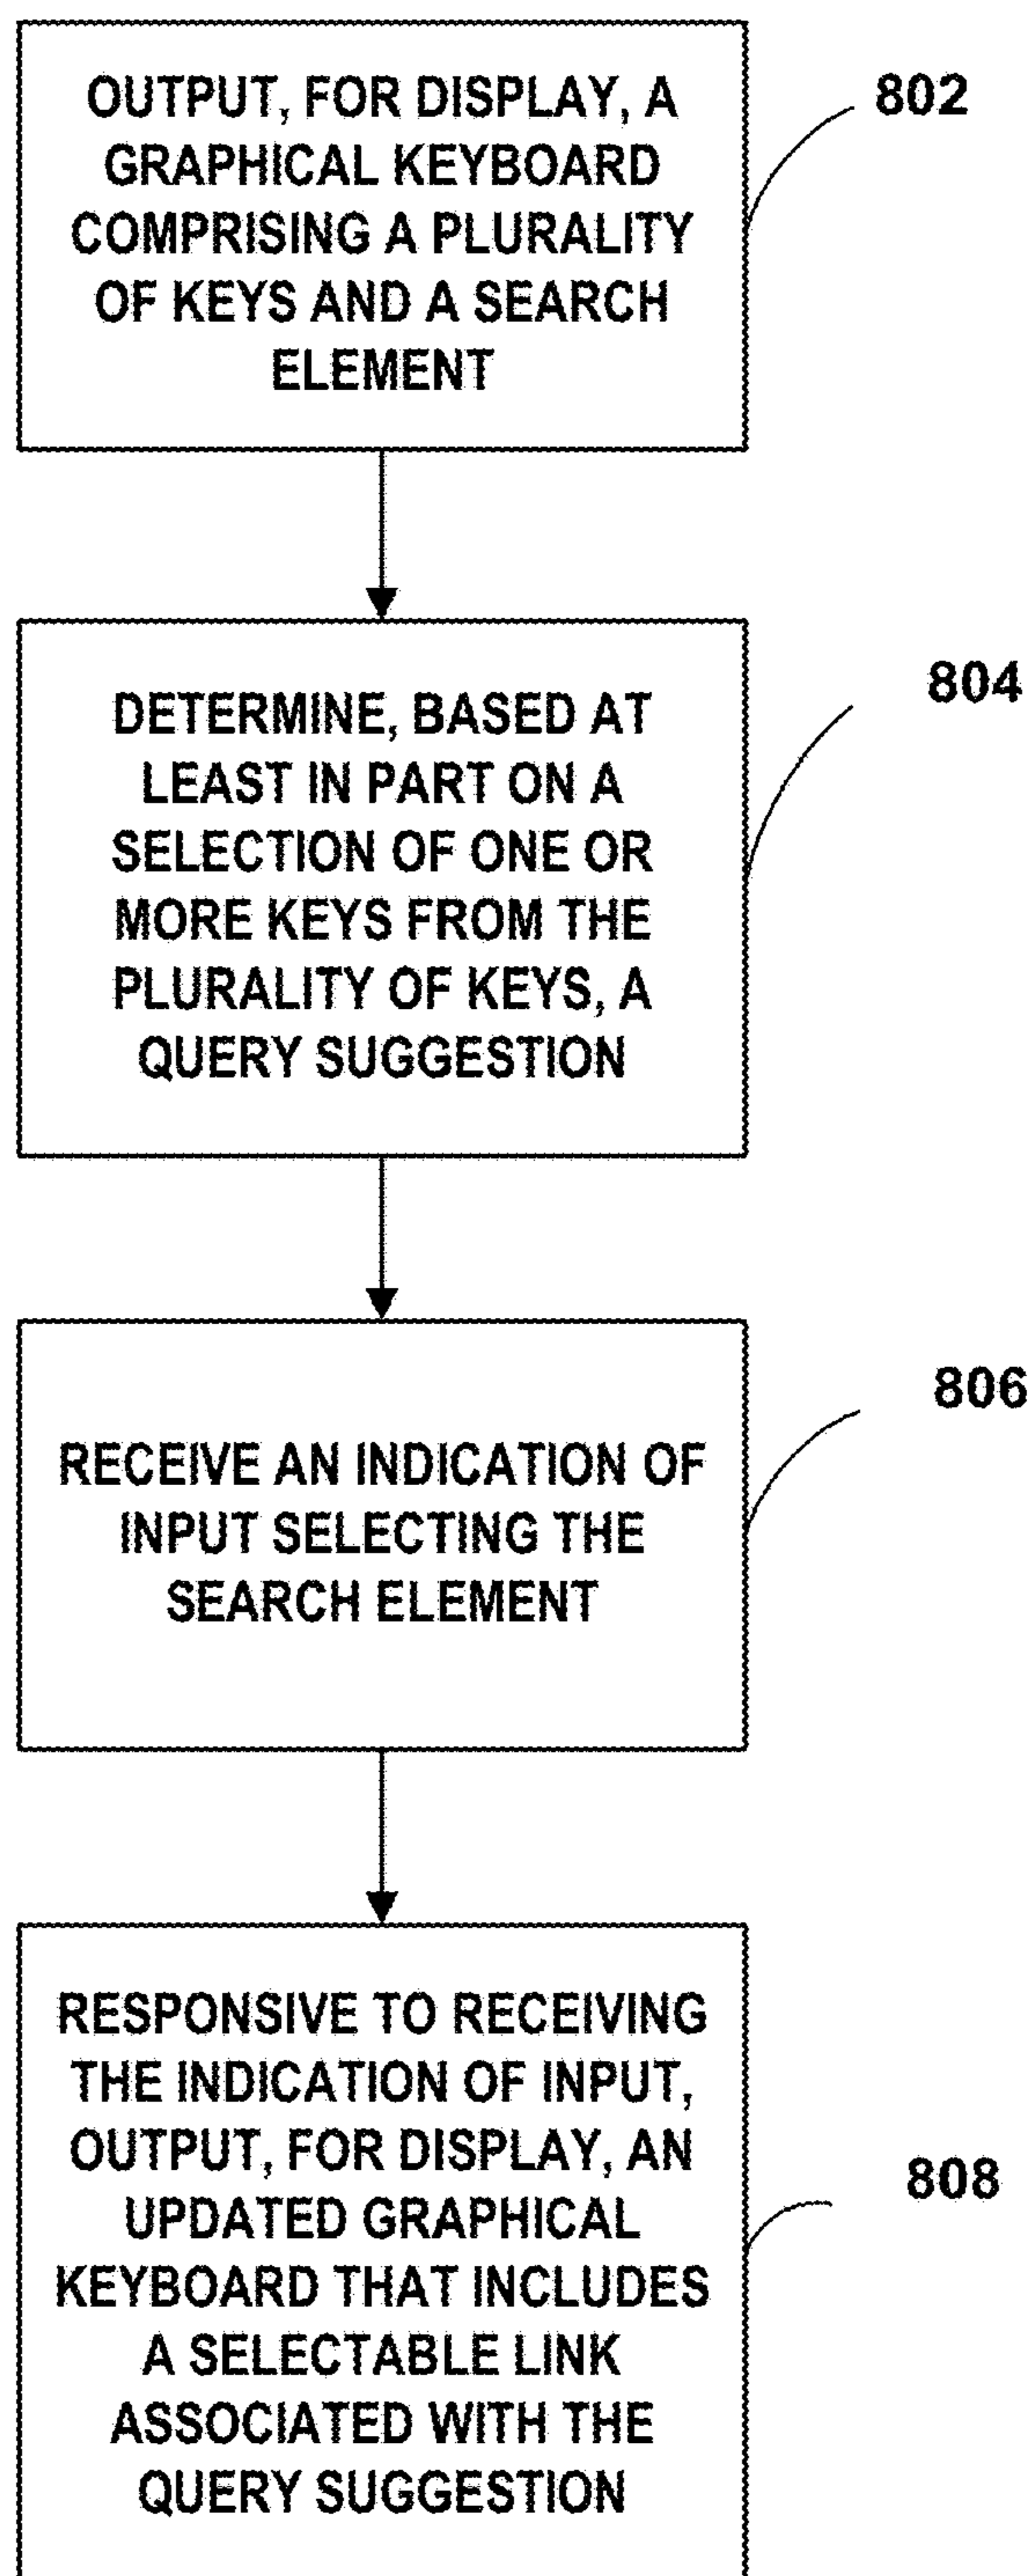 OUTPUT, FOR DISPLAY, A
GRAPHICAL KEYBOARD
COMPRISING A PLURALITY
OF KEYS AND A SEARCH
ELEMENT
802
DETERMINE, BASED AT
LEAST IN PART ON A
SELECTION OF ONE OR
MORE KEYS FROM THE
PLURALITY OF KEYS, A
QUERY SUGGESTION
804
RECEIVE AN INDICATION OF
INPUT SELECTING THE
SEARCH ELEMENT
806
RESPONSIVE TO RECEIVING
THE INDICATION OF INPUT,
OUTPUT, FOR DISPLAY, AN
UPDATED GRAPHICAL
KEYBOARD THAT INCLUDES
A SELECTABLE LINK
ASSOCIATED WITH THE
QUERY SUGGESTION
808